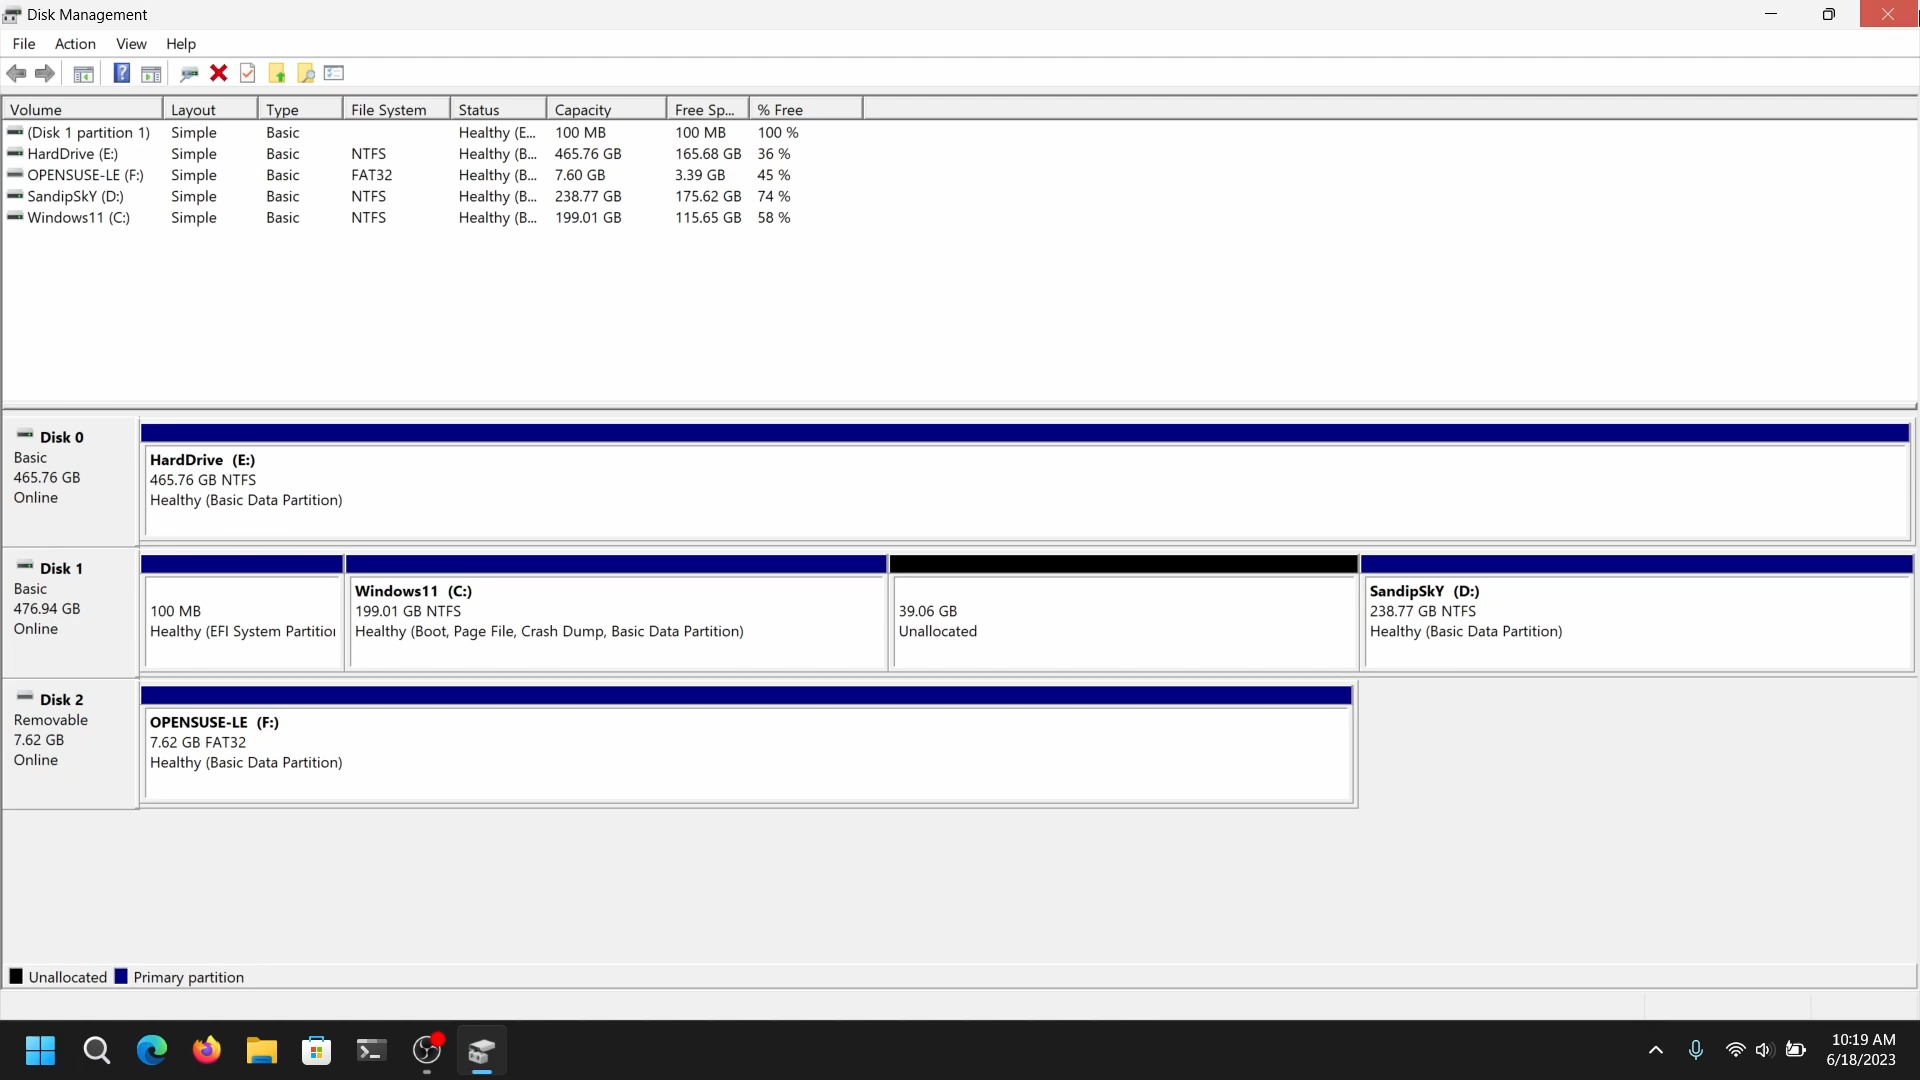 Disk Management
File Action View Help
Volume Layout Type File System Status Capacity Free Sp... % Free
(Disk 1 partition 1) Simple Basic Healthy (E... 100 MB 100 MB 100 %
HardDrive (E:) Simple Basic NTFS Healthy (B... 465.76 GB 165.68 GB 36 %
OPENSUSE-LE (F:) Simple Basic FAT32 Healthy (B... 7.60 GB 3.39 GB 45 %
SandipSkY (D:) Simple Basic NTFS Healthy (B... 238.77 GB 175.62 GB 74 %
Windows11 (C:) Simple Basic NTFS Healthy (B... 199.01 GB 115.65 GB 58 %
Disk 0
Basic
465.76 GB
Online
HardDrive (E:)
465.76 GB NTFS
Healthy (Basic Data Partition)
Disk 1
Basic
476.94 GB
Online
100 MB
Healthy (EFI System Partition
Windows11 (C:)
199.01 GB NTFS
Healthy (Boot, Page File, Crash Dump, Basic Data Partition)
39.06 GB
Unallocated
SandipSkY (D:)
238.77 GB NTFS
Healthy (Basic Data Partition)
Disk 2
Removable
7.62 GB
Online
OPENSUSE-LE (F:)
7.62 GB FAT32
Healthy (Basic Data Partition)
Unallocated Primary partition
10:19 AM
6/18/2023